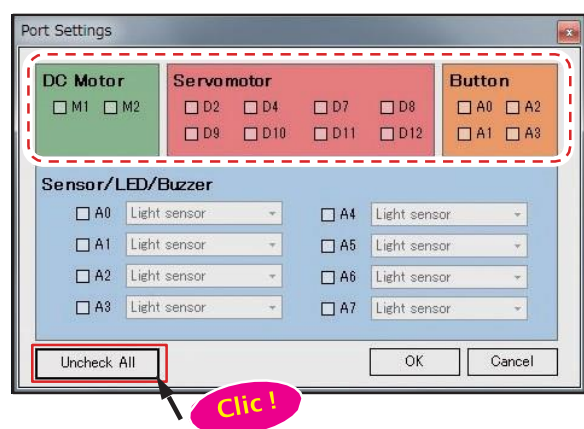 Port Settings
DC Motor Servomotor Button
M1 M2 D2 D4 D7 D8 A0 A2
D9 D10 D11 D12 A1 A3
Sensor/LED/Buzzer
A0 Light sensor A4 Light sensor
A1 Light sensor A5 Light sensor
A2 Light sensor A6 Light sensor
A3 Light sensor A7 Light sensor
Uncheck All OK Cancel
Clic !